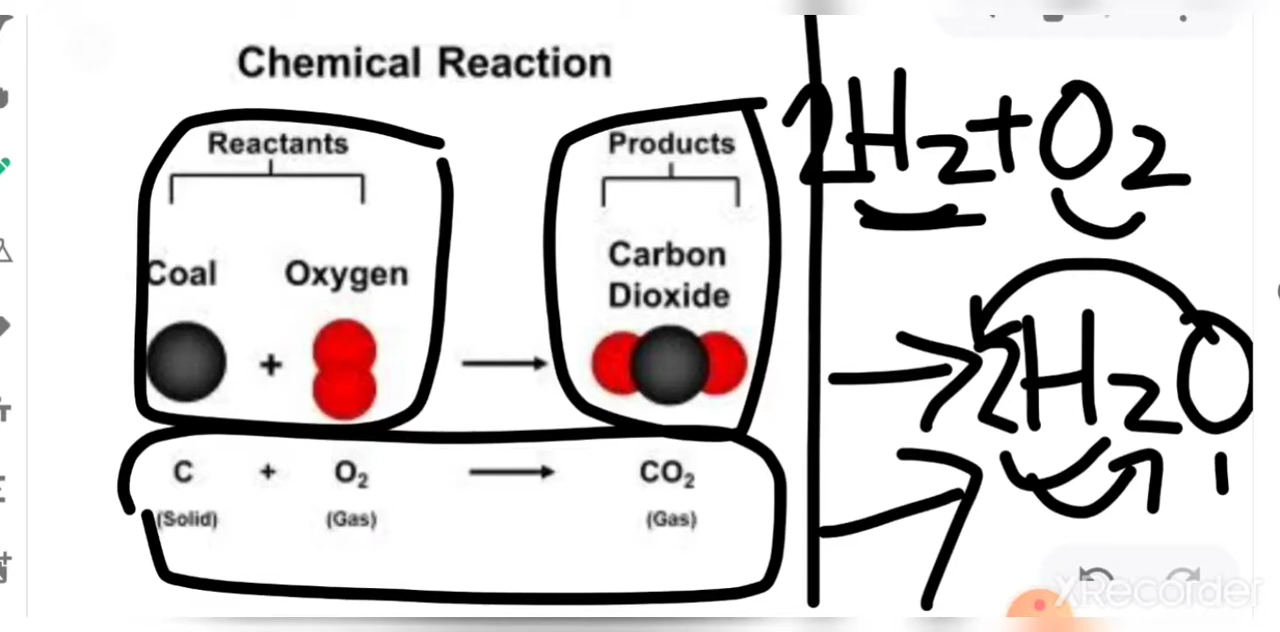 Chemical Reaction
Reactants
Products
Coal + Oxygen → Carbon Dioxide
C + O₂ → CO₂
(Solid) (Gas) (Gas)
2H₂+O₂
→2H₂O
XRecorder